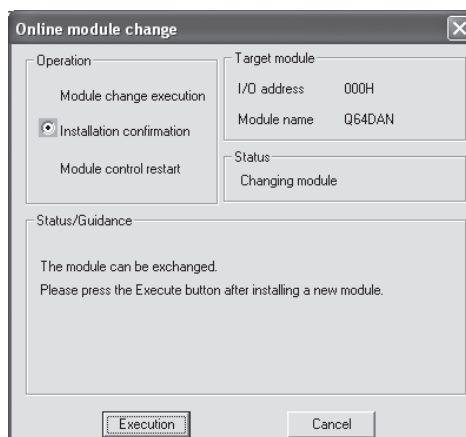 Online module change
Operation
Module change execution
Installation confirmation
Module control restart
Target module
I/O address 000H
Module name Q64DAN
Status
Changing module
Status/Guidance
The module can be exchanged.
Please press the Execute button after installing a new module.
Execution
Cancel